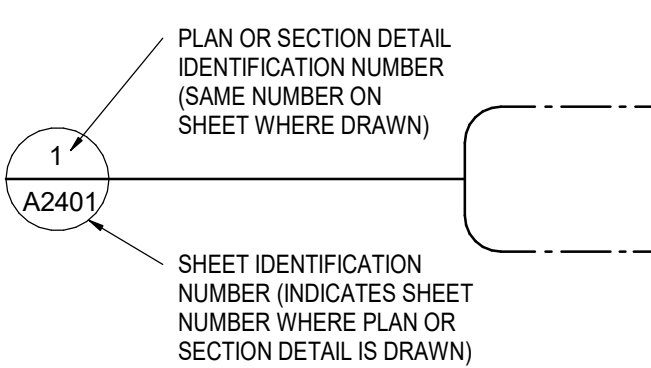 PLAN OR SECTION DETAIL
IDENTIFICATION NUMBER
(SAME NUMBER ON
SHEET WHERE DRAWN)
1
A2401
SHEET IDENTIFICATION
NUMBER (INDICATES SHEET
NUMBER WHERE PLAN OR
SECTION DETAIL IS DRAWN)